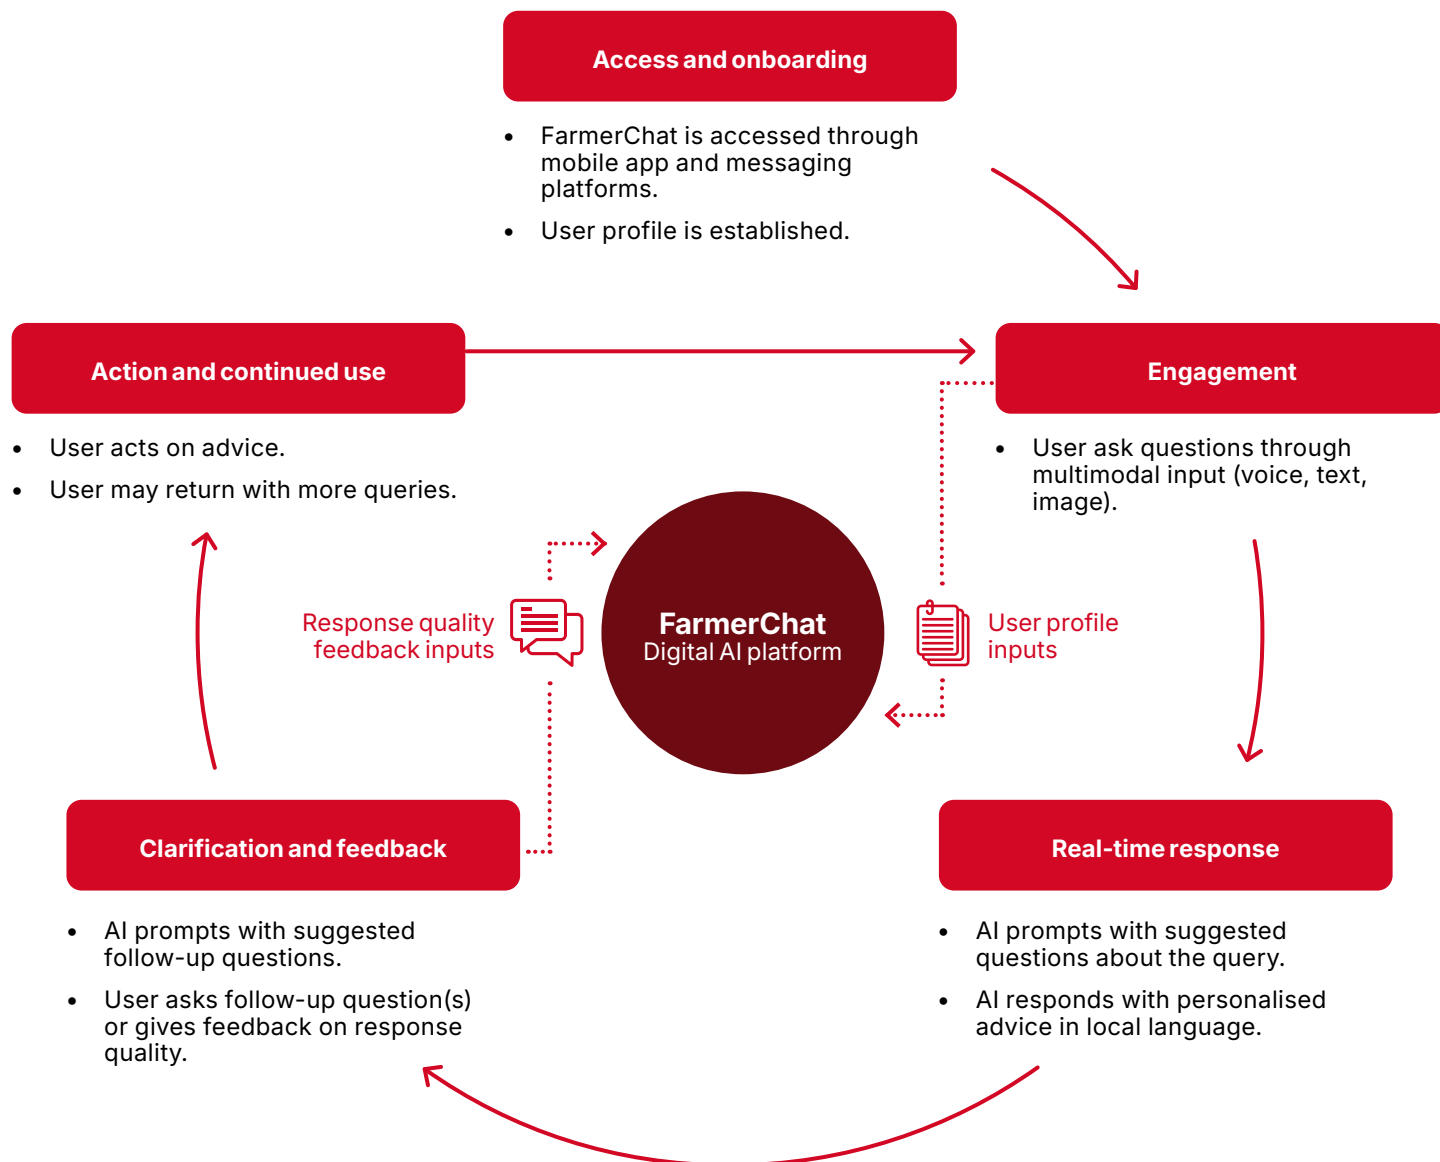 Access and onboarding
• FarmerChat is accessed through
mobile app and messaging
platforms.
• User profile is established.
Action and continued use
• User acts on advice.
• User may return with more queries.
Engagement
• User ask questions through
multimodal input (voice, text,
image).
Response quality
feedback inputs
FarmerChat
Digital AI platform
User profile
inputs
Clarification and feedback
• AI prompts with suggested
follow-up questions.
• User asks follow-up question(s)
or gives feedback on response
quality.
Real-time response
• AI prompts with suggested
questions about the query.
• AI responds with personalised
advice in local language.